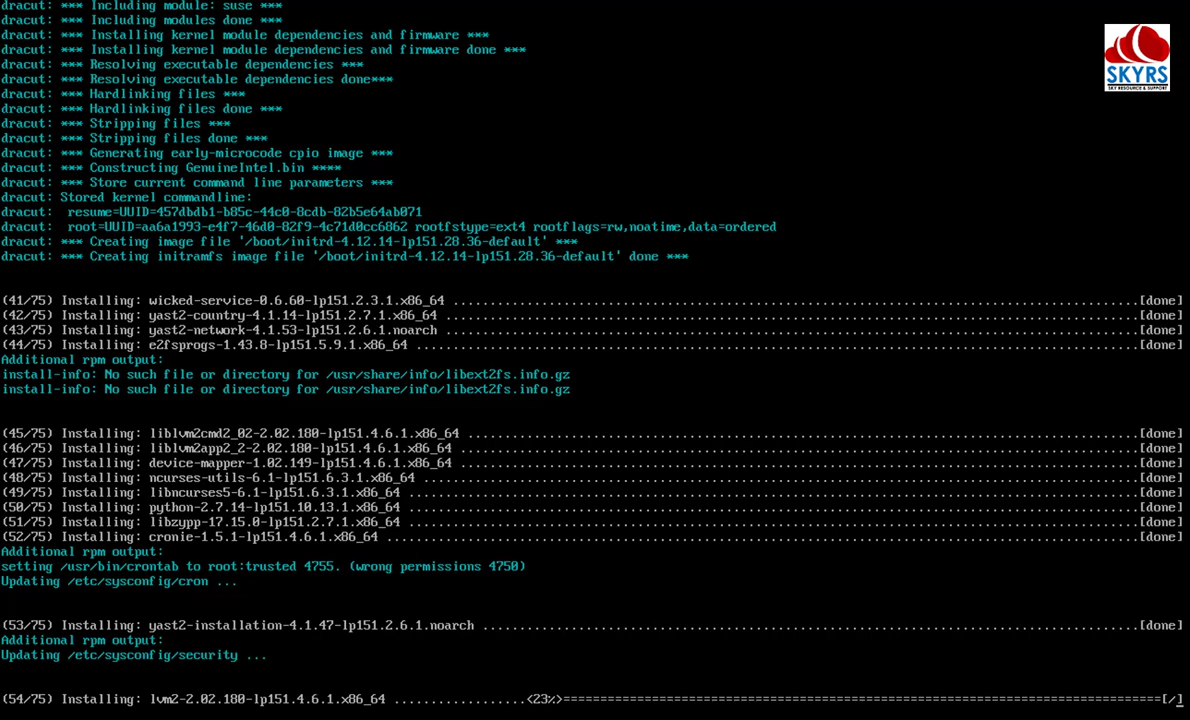 dracut: *** Including module: suse ***
dracut: *** Including modules done ***
dracut: *** Installing kernel module dependencies and firmware ***
dracut: *** Installing kernel module dependencies and firmware done ***
dracut: *** Resolving executable dependencies ***
dracut: *** Resolving executable dependencies done***
dracut: *** Hardlinking files ***
dracut: *** Hardlinking files done ***
dracut: *** Stripping files ***
dracut: *** Stripping files done ***
dracut: *** Generating early-microcode cpio image ***
dracut: *** Constructing GenuineIntel.bin ****
dracut: *** Store current command line parameters ***
dracut: Stored kernel commandline:
dracut:  resume=UUID=457dbdb1-b85c-44c0-8cdb-82b5e64ab071
dracut:  root=UUID=aa6a1993-e4f7-46d0-82f9-4c71d0cc6862 rootfstype=ext4 rootflags=rw,noatime,data=ordered
dracut: *** Creating image file '/boot/initrd-4.12.14-lp151.28.36-default' ***
dracut: *** Creating initramfs image file '/boot/initrd-4.12.14-lp151.28.36-default' done ***
(41/75) Installing: wicked-service-0.6.60-lp151.2.3.1.x86_64 ....................[done]
(42/75) Installing: yast2-country-4.1.14-lp151.2.7.1.x86_64 ....................[done]
(43/75) Installing: yast2-network-4.1.53-lp151.2.6.1.noarch ....................[done]
(44/75) Installing: e2fsprogs-1.43.8-lp151.5.9.1.x86_64 ....................[done]
Additional rpm output:
install-info: No such file or directory for /usr/share/info/libext2fs.info.gz
install-info: No such file or directory for /usr/share/info/libext2fs.info.gz
(45/75) Installing: liblvm2cmd2_02-2.02.180-lp151.4.6.1.x86_64 ....................[done]
(46/75) Installing: liblvm2app2_2-2.02.180-lp151.4.6.1.x86_64 ....................[done]
(47/75) Installing: device-mapper-1.02.149-lp151.4.6.1.x86_64 ....................[done]
(48/75) Installing: ncurses-utils-6.1-lp151.6.3.1.x86_64 ....................[done]
(49/75) Installing: libncurses5-6.1-lp151.6.3.1.x86_64 ....................[done]
(50/75) Installing: python-2.7.14-lp151.10.13.1.x86_64 ....................[done]
(51/75) Installing: libzypp-17.15.0-lp151.2.7.1.x86_64 ....................[done]
(52/75) Installing: cronie-1.5.1-lp151.4.6.1.x86_64 ....................[done]
Additional rpm output:
setting /usr/bin/crontab to root:trusted 4755. (wrong permissions 4750)
Updating /etc/sysconfig/cron ...
(53/75) Installing: yast2-installation-4.1.47-lp151.2.6.1.noarch ....................[done]
Additional rpm output:
Updating /etc/sysconfig/security ...
(54/75) Installing: lvm2-2.02.180-lp151.4.6.1.x86_64 ..................<23%>====================[/]
SKYRS
SKY RESOURCE & SUPPORT